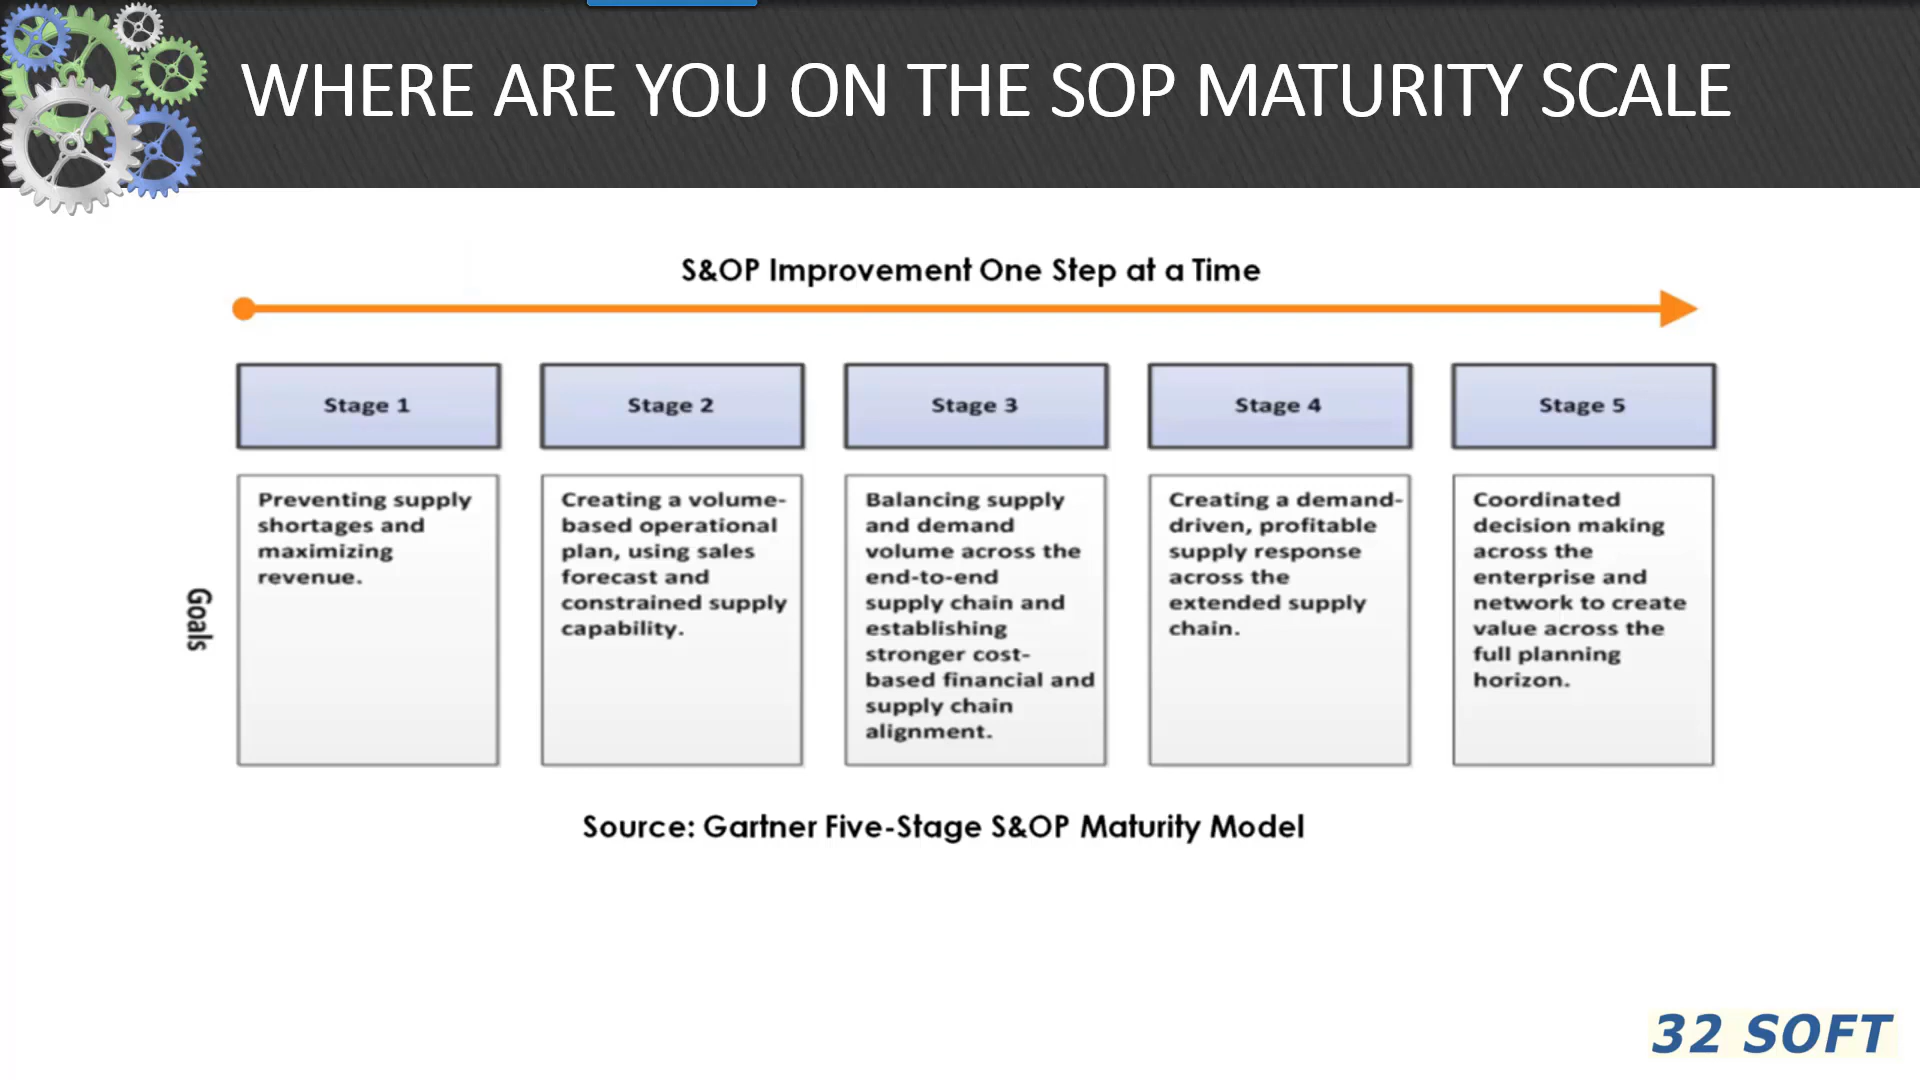 WHERE ARE YOU ON THE SOP MATURITY SCALE
S&OP Improvement One Step at a Time
Stage 1
Stage 2
Stage 3
Stage 4
Stage 5
Goals
Preventing supply
shortages and
maximizing
revenue.
Creating a volume-
based operational
plan, using sales
forecast and
constrained supply
capability.
Balancing supply
and demand
volume across the
end-to-end
supply chain and
establishing
stronger cost-
based financial and
supply chain
alignment.
Creating a demand-
driven, profitable
supply response
across the
extended supply
chain.
Coordinated
decision making
across the
enterprise and
network to create
value across the
full planning
horizon.
Source: Gartner Five-Stage S&OP Maturity Model
32 SOFT